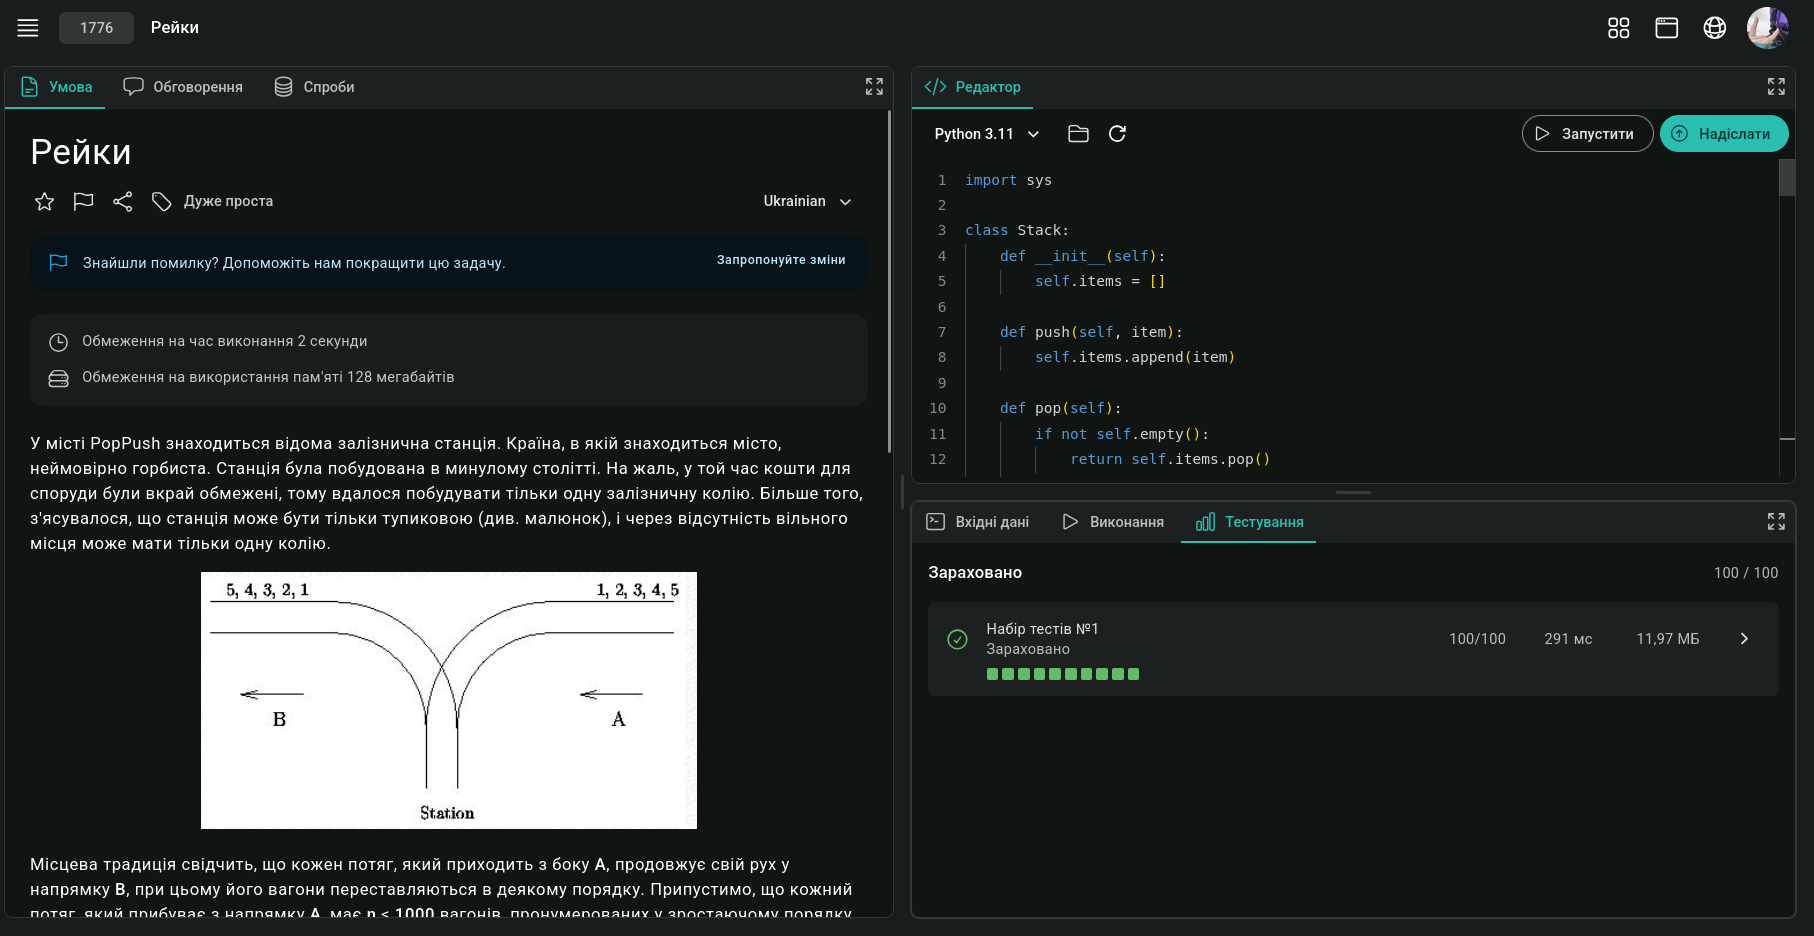 1776 Рейки
Умова Обговорення Спроби
Рейки
Дуже проста Ukrainian
Знайшли помилку? Допоможіть нам покращити цю задачу. Запропонуйте зміни
Обмеження на час виконання 2 секунди
Обмеження на використання пам'яті 128 мегабайтів
У місті PopPush знаходиться відома залізнична станція. Країна, в якій знаходиться місто,
неймовірно горбиста. Станція була побудована в минулому столітті. На жаль, у той час кошти для
споруди були вкрай обмежені, тому вдалося побудувати тільки одну залізничну колію. Більше того,
з'ясувалося, що станція може бути тільки тупиковою (див. малюнок), і через відсутність вільного
місця може мати тільки одну колію.
5, 4, 3, 2, 1 1, 2, 3, 4, 5
B A
Station
Місцева традиція свідчить, що кожен потяг, який приходить з боку A, продовжує свій рух у
напрямку B, при цьому його вагони переставляються в деякому порядку. Припустимо, що кожний
потяг, який прибуває з напрямку A, має n ≤ 1000 вагонів, пронумерованих у зростаючому порядку
Редактор
Python 3.11 Запустити Надіслати
1 import sys
2
3 class Stack:
4 def __init__(self):
5 self.items = []
6
7 def push(self, item):
8 self.items.append(item)
9
10 def pop(self):
11 if not self.empty():
12 return self.items.pop()
Вхідні дані Виконання Тестування
Зараховано 100 / 100
Набір тестів №1
Зараховано
100/100 291 мс 11,97 МБ